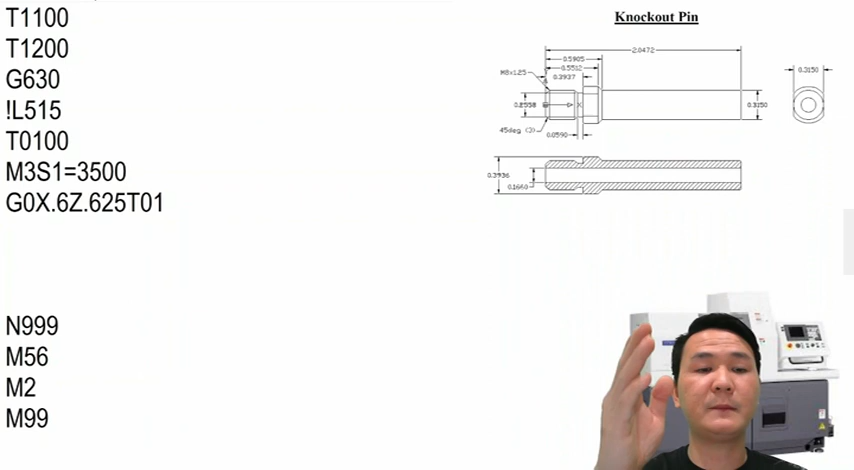 T1100
T1200
G630
!L515
T0100
M3S1=3500
G0X.6Z.625T01
N999
M56
M2
M99
Knockout Pin
2.0472
0.5905
0.5512
0.3937
M8x1.25
0.2558
X
45deg (3)
0.0590
0.3150
0.3150
0.3936
0.1660